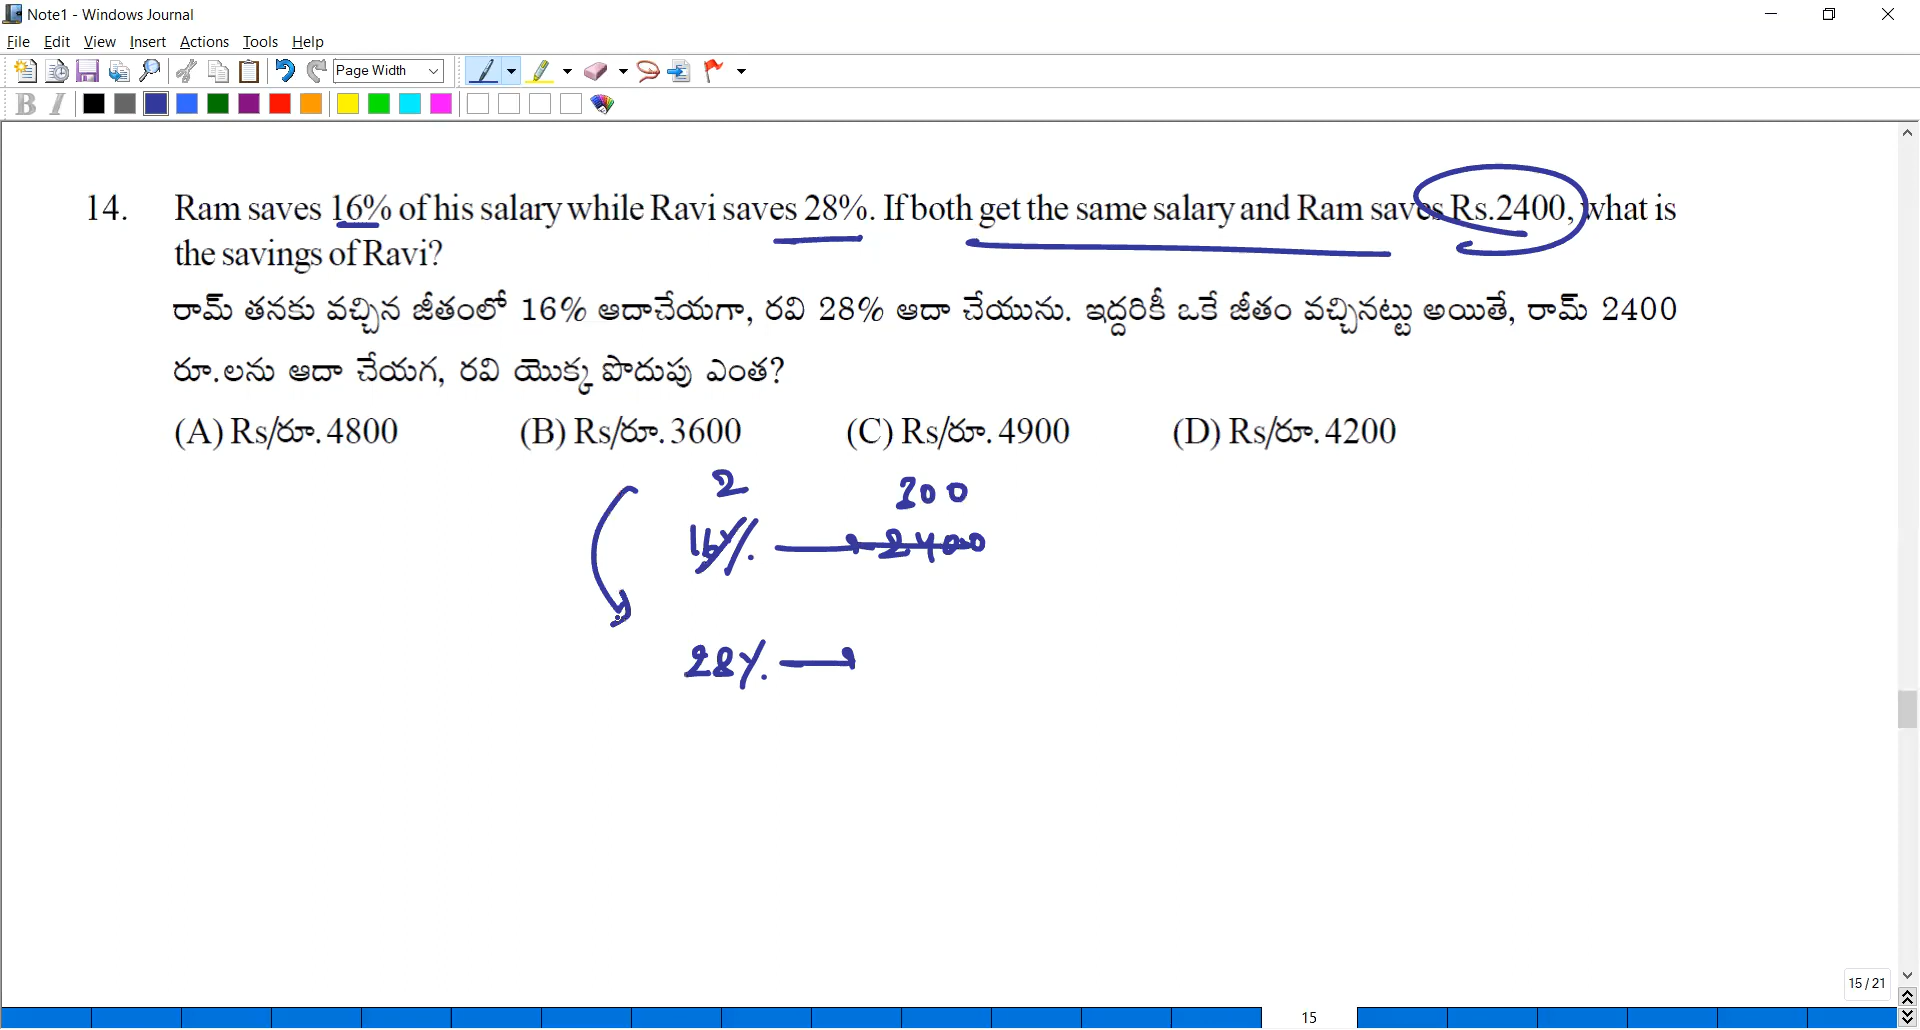 Note1 - Windows Journal
File Edit View Insert Actions Tools Help
Page Width
B I
14. Ram saves 16% of his salary while Ravi saves 28%. If both get the same salary and Ram saves Rs.2400, what is
the savings of Ravi?
రామ్ తనకు వచ్చిన జీతంలో 16% ఆదాచేయగా, రవి 28% ఆదా చేయును. ఇద్దరికీ ఒకే జీతం వచ్చినట్టు అయితే, రామ్ 2400
రూ.లను ఆదా చేయగ, రవి యొక్క పొదుపు ఎంత?
(A) Rs/రూ. 4800 (B) Rs/రూ. 3600 (C) Rs/రూ. 4900 (D) Rs/రూ. 4200
2 300
16% 2400
28%
15 / 21
15